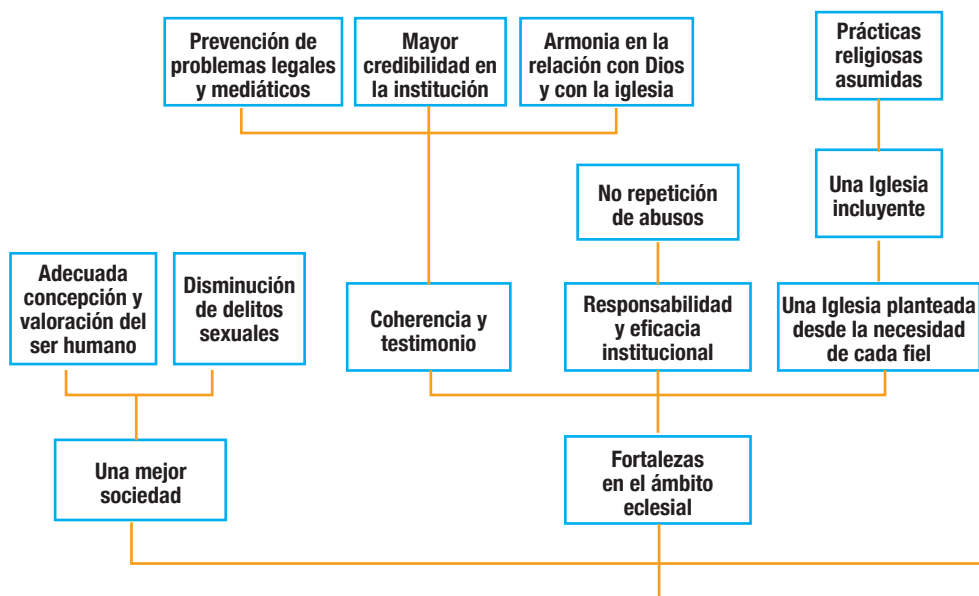 Prevención de
problemas legales
y mediáticos
Mayor
credibilidad en
la institución
Armonia en la
relación con Dios
y con la iglesia
Prácticas
religiosas
asumidas
No repetición
de abusos
Una Iglesia
incluyente
Adecuada
concepción y
valoración del
ser humano
Disminución
de delitos
sexuales
Coherencia y
testimonio
Responsabilidad
y eficacia
institucional
Una Iglesia planteada
desde la necesidad
de cada fiel
Una mejor
sociedad
Fortalezas
en el ámbito
eclesial